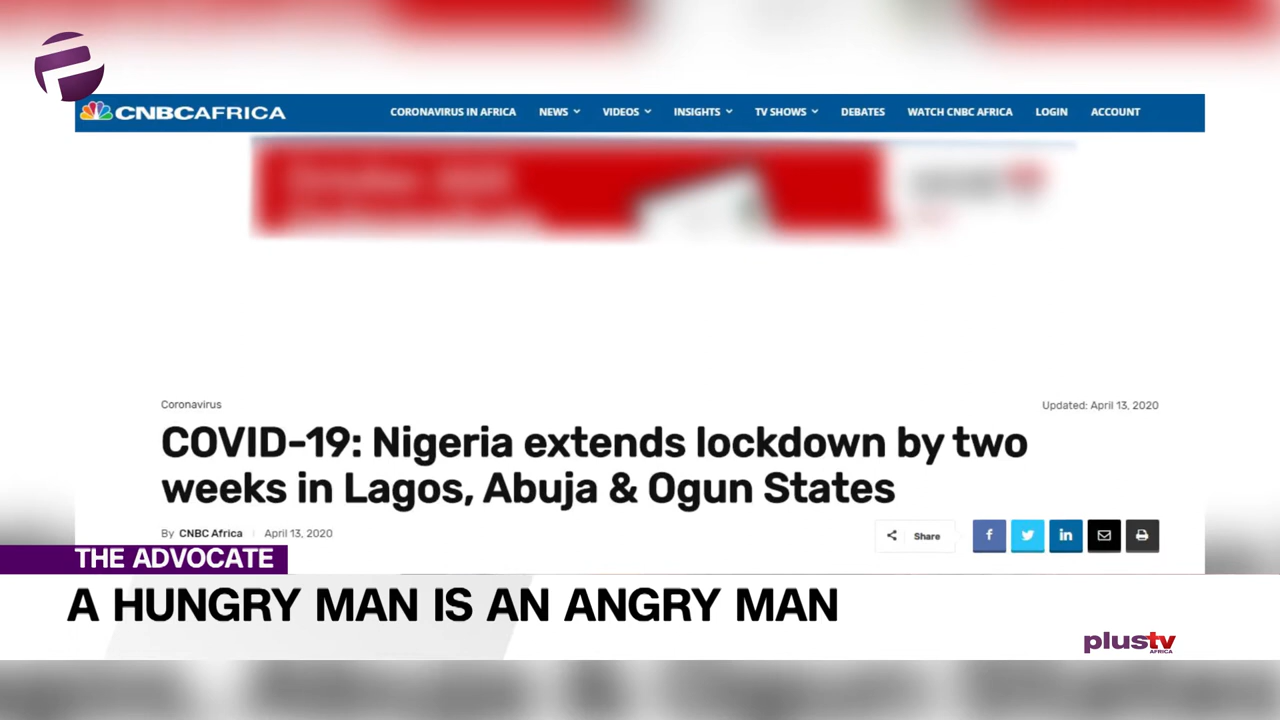 CNBCAFRICA
CORONAVIRUS IN AFRICA NEWS VIDEOS INSIGHTS TV SHOWS DEBATES WATCH CNBC AFRICA LOGIN ACCOUNT
Coronavirus
Updated: April 13, 2020
COVID-19: Nigeria extends lockdown by two
weeks in Lagos, Abuja & Ogun States
By CNBC Africa April 13, 2020
Share
THE ADVOCATE
A HUNGRY MAN IS AN ANGRY MAN
plustv
AFRICA